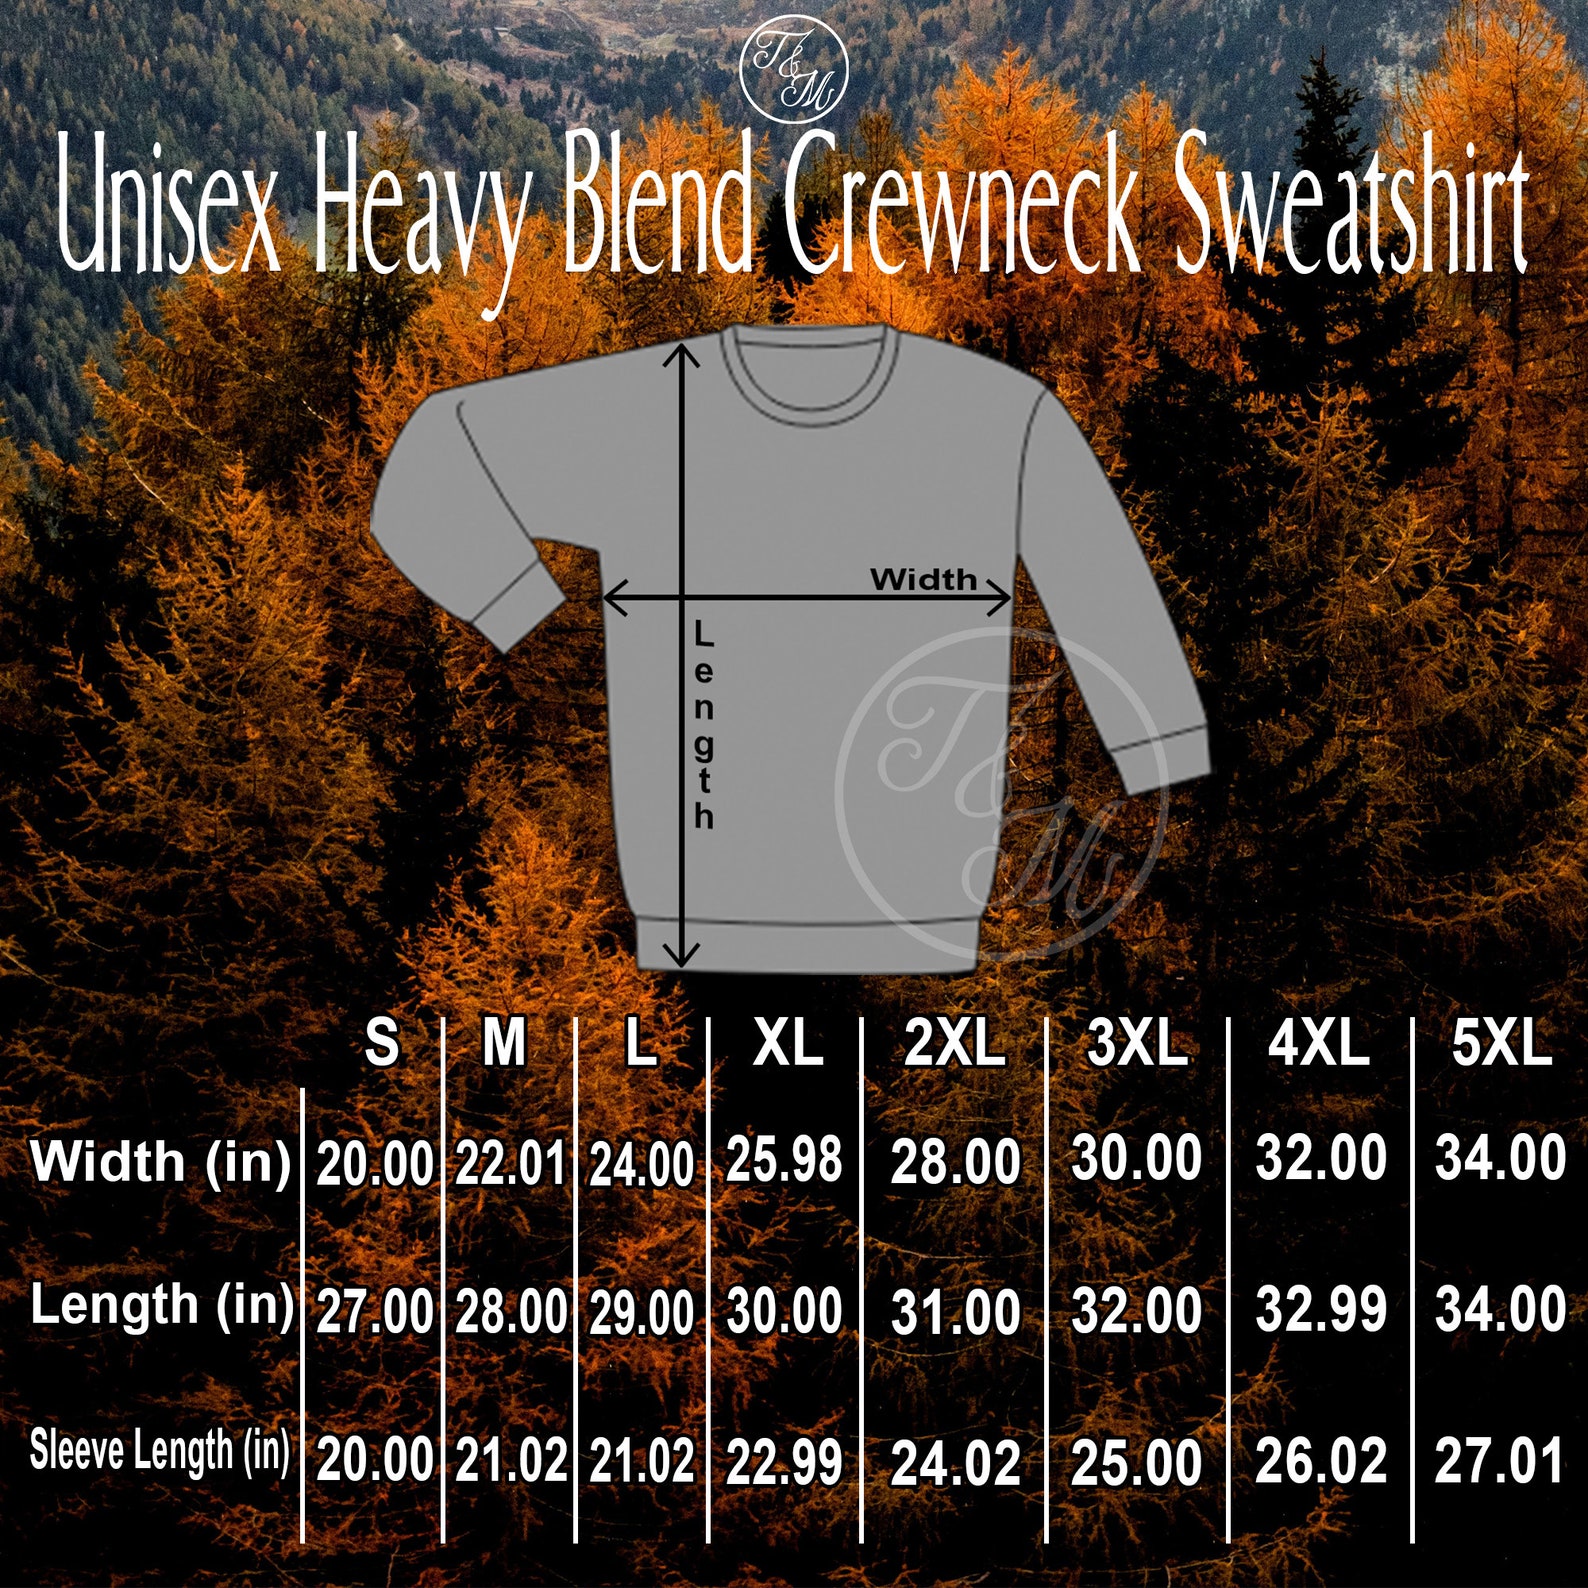 T&M
Unisex Heavy Blend Crewneck Sweatshirt
Width
Length
T&M
S M L XL 2XL 3XL 4XL 5XL
Width (in) 20.00 22.01 24.00 25.98 28.00 30.00 32.00 34.00
Length (in) 27.00 28.00 29.00 30.00 31.00 32.00 32.99 34.00
Sleeve Length (in) 20.00 21.02 21.02 22.99 24.02 25.00 26.02 27.01